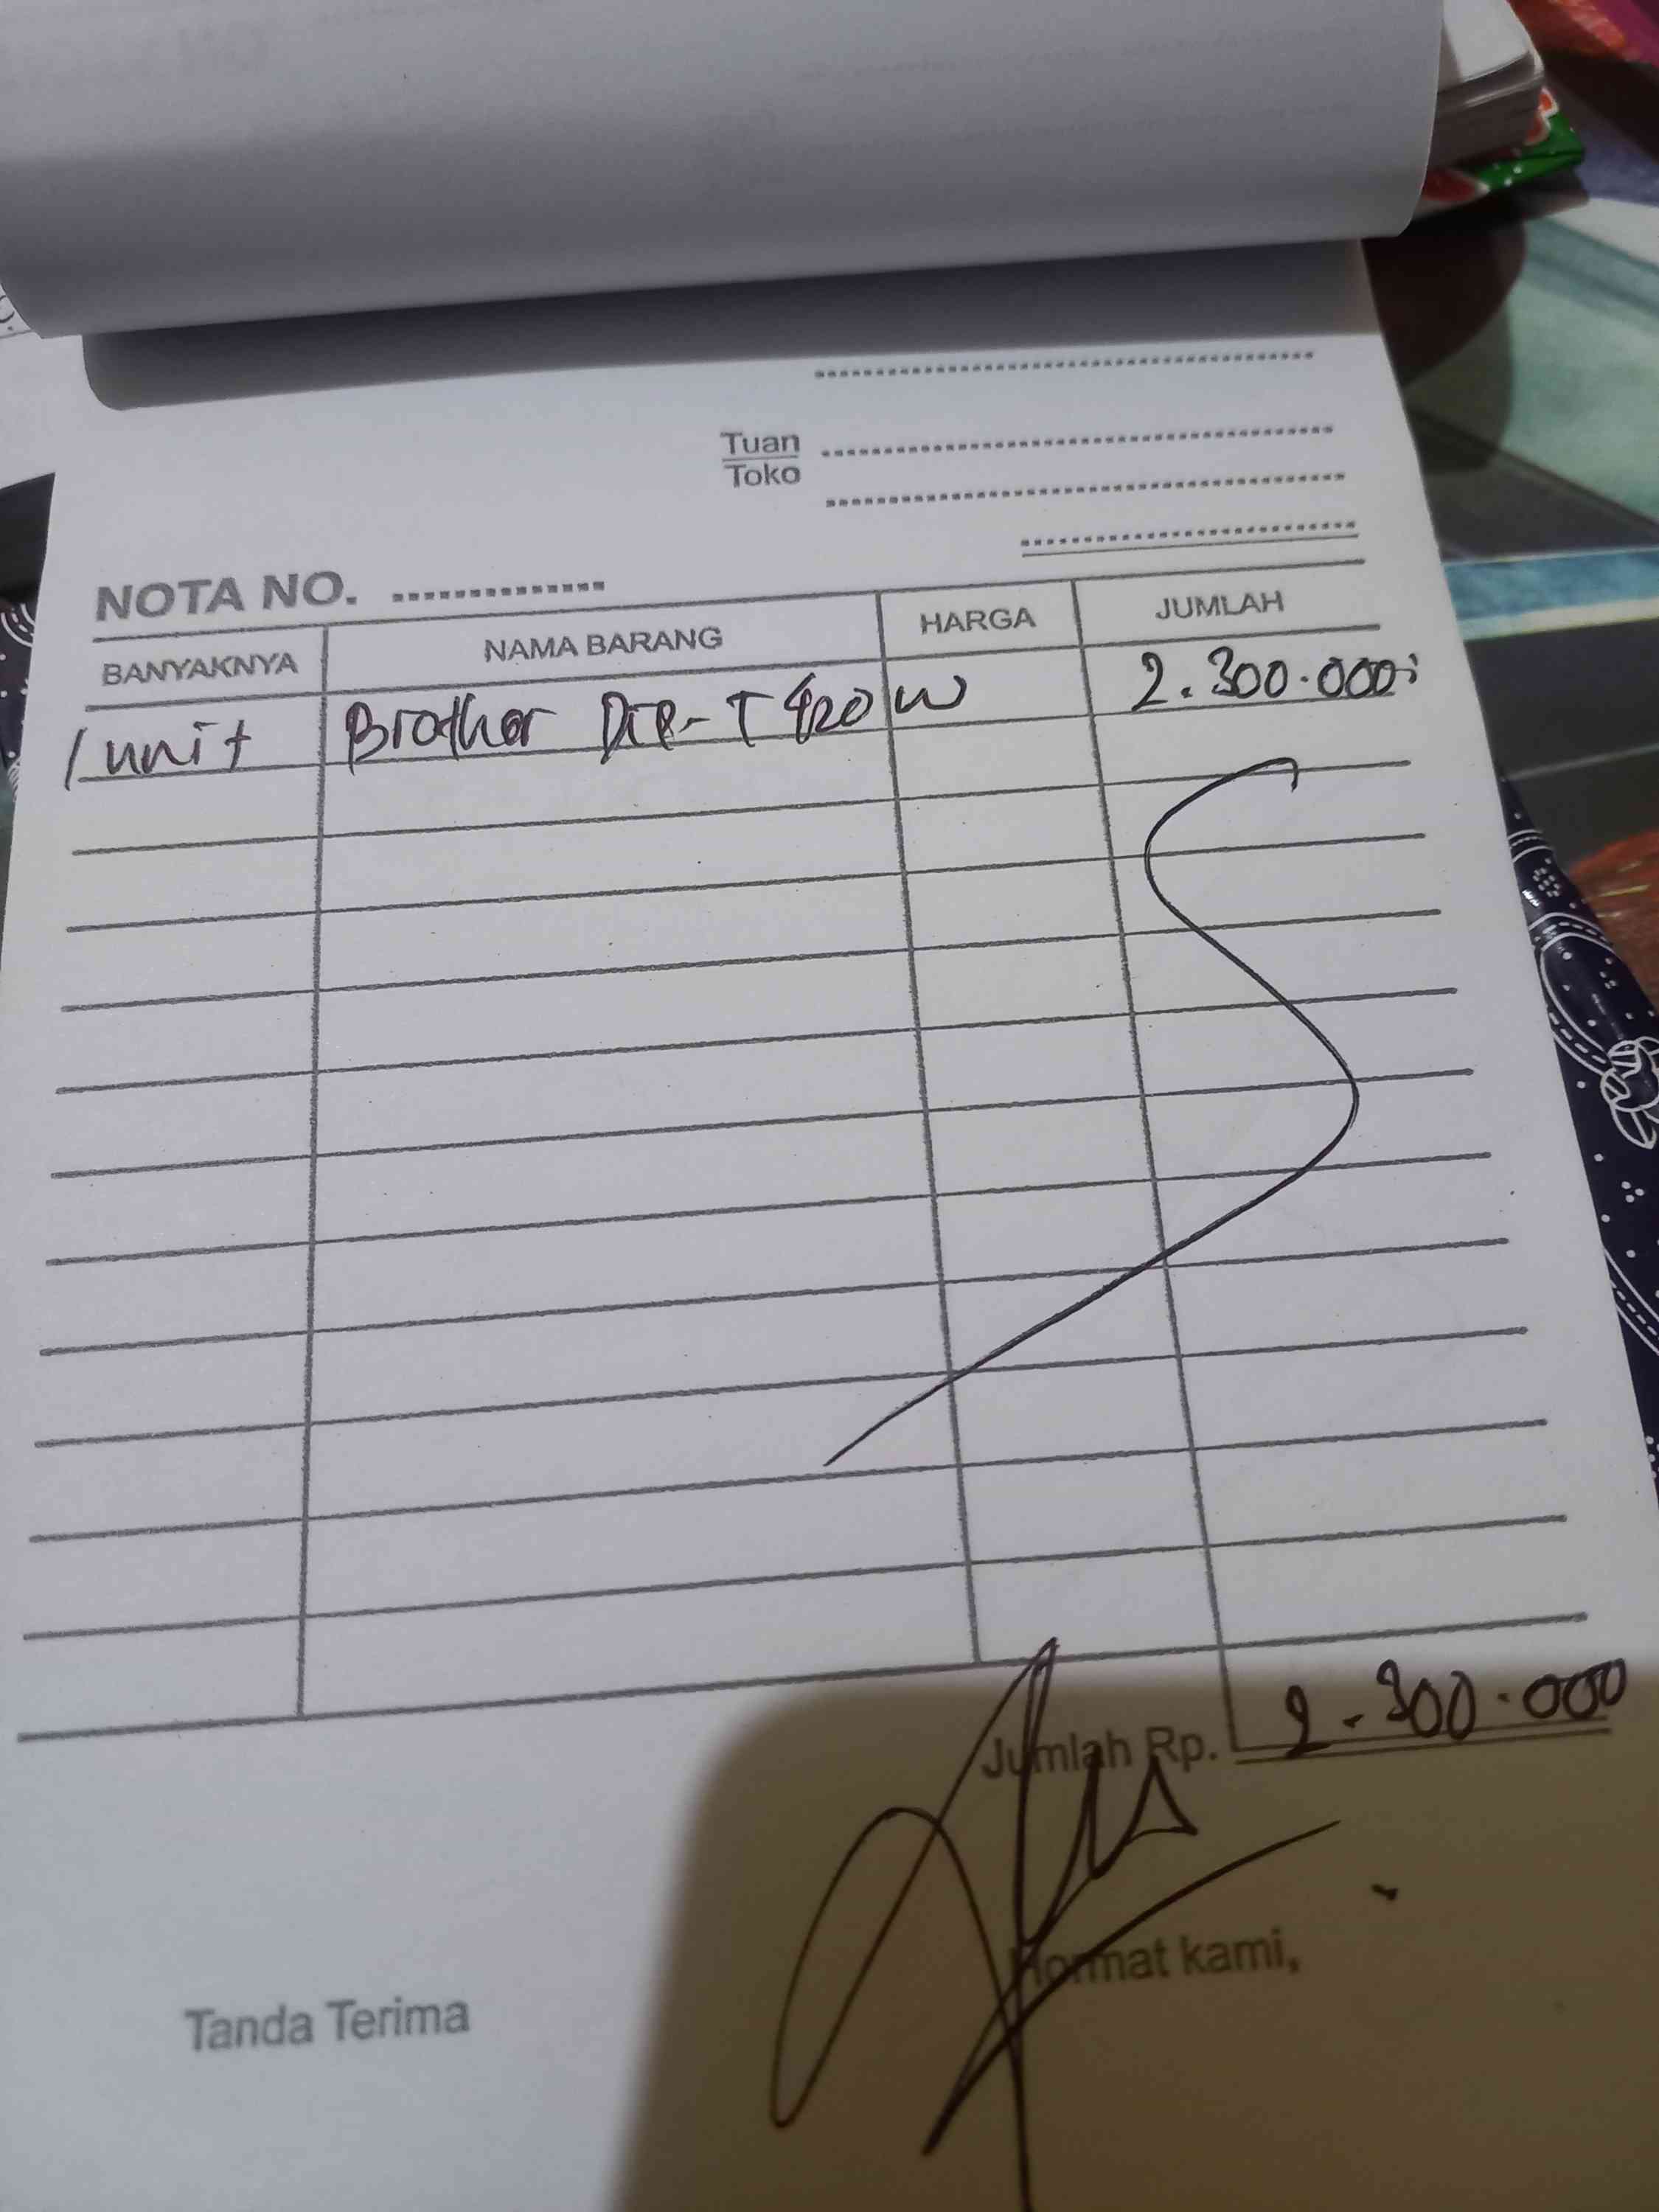 Tuan
Toko
NOTA NO. ...............
BANYAKNYA NAMA BARANG HARGA JUMLAH
1 unit Brother DCP-T420W 2.300.000
Jumlah Rp. 2.300.000
Tanda Terima Hormat kami,